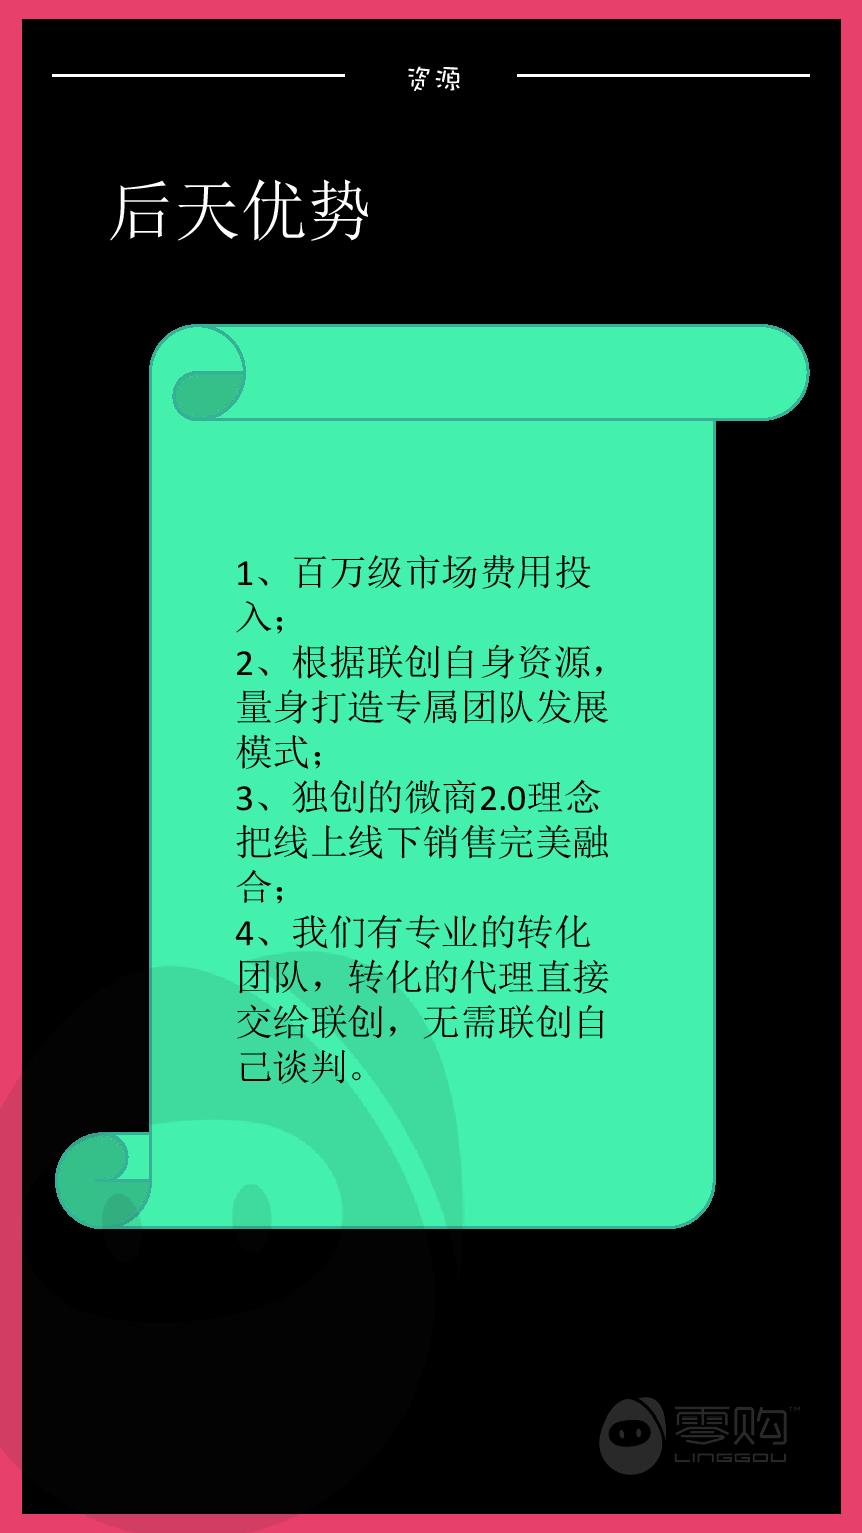 资源
后天优势
1、百万级市场费用投
入；
2、根据联创自身资源，
量身打造专属团队发展
模式；
3、独创的微商2.0理念
把线上线下销售完美融
合；
4、我们有专业的转化
团队，转化的代理直接
交给联创，无需联创自
己谈判。
零购™
LINGGOU